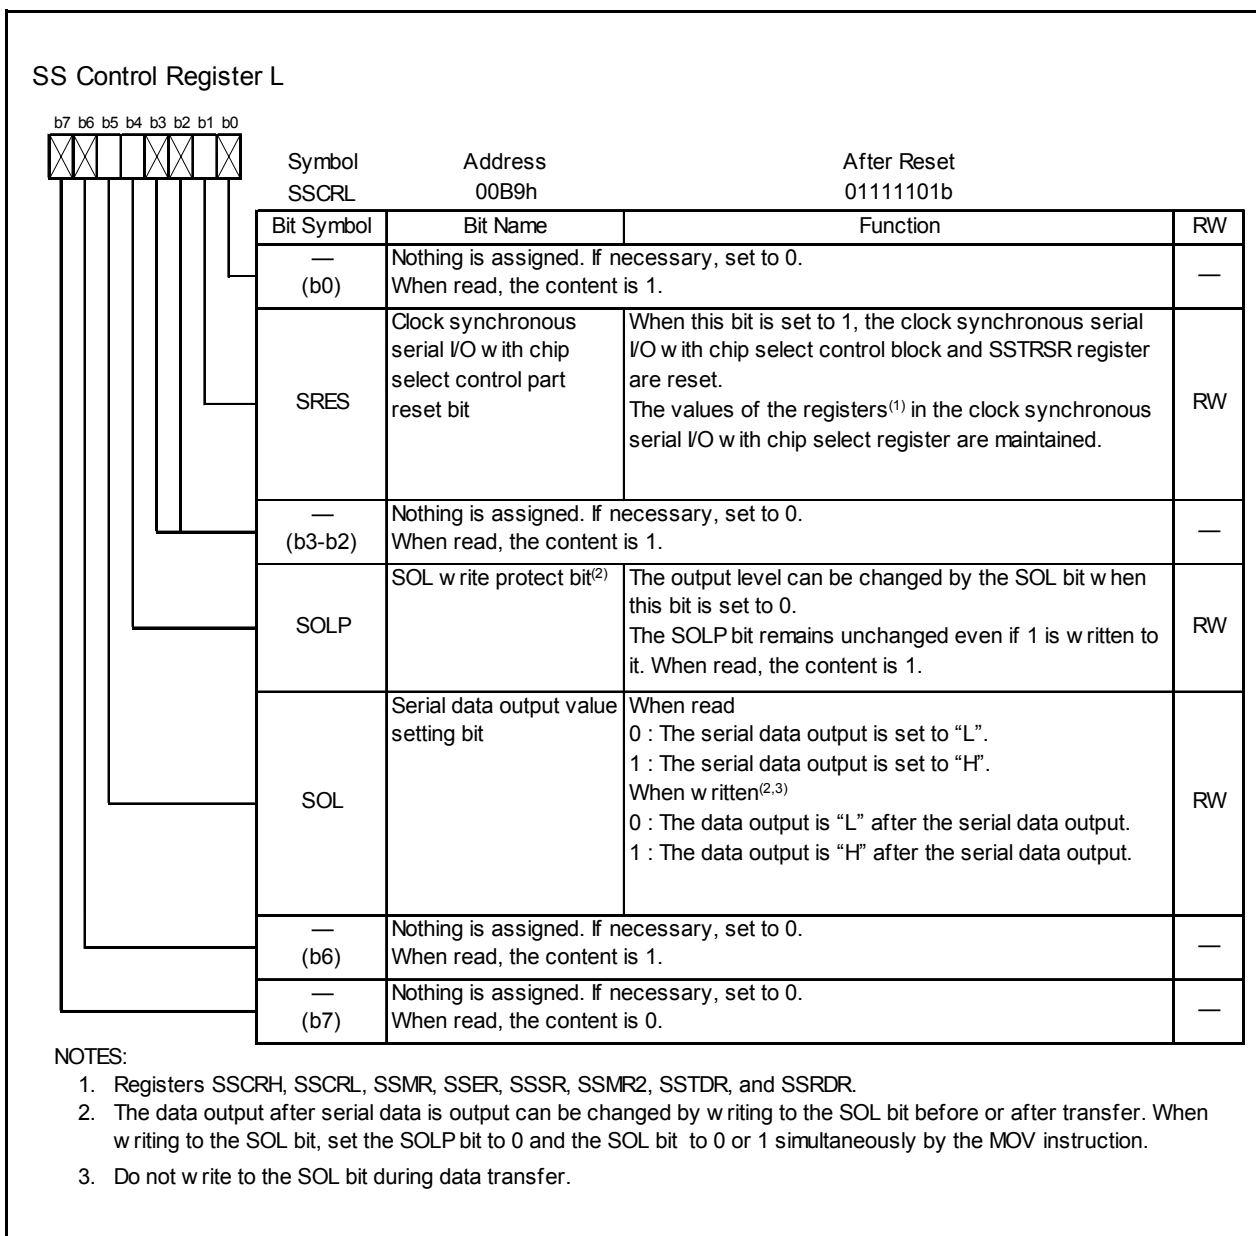 SS Control Register L
b7 b6 b5 b4 b3 b2 b1 b0
Symbol Address After Reset
SSCRL 00B9h 01111101b
Bit Symbol Bit Name Function RW
—
(b0)
Nothing is assigned. If necessary, set to 0.
When read, the content is 1.
—
SRES
Clock synchronous
serial I/O with chip
select control part
reset bit
When this bit is set to 1, the clock synchronous serial
I/O with chip select control block and SSTRSR register
are reset.
The values of the registers(1) in the clock synchronous
serial I/O with chip select register are maintained.
RW
—
(b3-b2)
Nothing is assigned. If necessary, set to 0.
When read, the content is 1.
—
SOLP
SOL write protect bit(2)
The output level can be changed by the SOL bit when
this bit is set to 0.
The SOLP bit remains unchanged even if 1 is written to
it. When read, the content is 1.
RW
SOL
Serial data output value
setting bit
When read
0 : The serial data output is set to “L”.
1 : The serial data output is set to “H”.
When written(2,3)
0 : The data output is “L” after the serial data output.
1 : The data output is “H” after the serial data output.
RW
—
(b6)
Nothing is assigned. If necessary, set to 0.
When read, the content is 1.
—
—
(b7)
Nothing is assigned. If necessary, set to 0.
When read, the content is 0.
—
NOTES:
1. Registers SSCRH, SSCRL, SSMR, SSER, SSSR, SSMR2, SSTDR, and SSRDR.
2. The data output after serial data is output can be changed by writing to the SOL bit before or after transfer. When
writing to the SOL bit, set the SOLP bit to 0 and the SOL bit to 0 or 1 simultaneously by the MOV instruction.
3. Do not write to the SOL bit during data transfer.